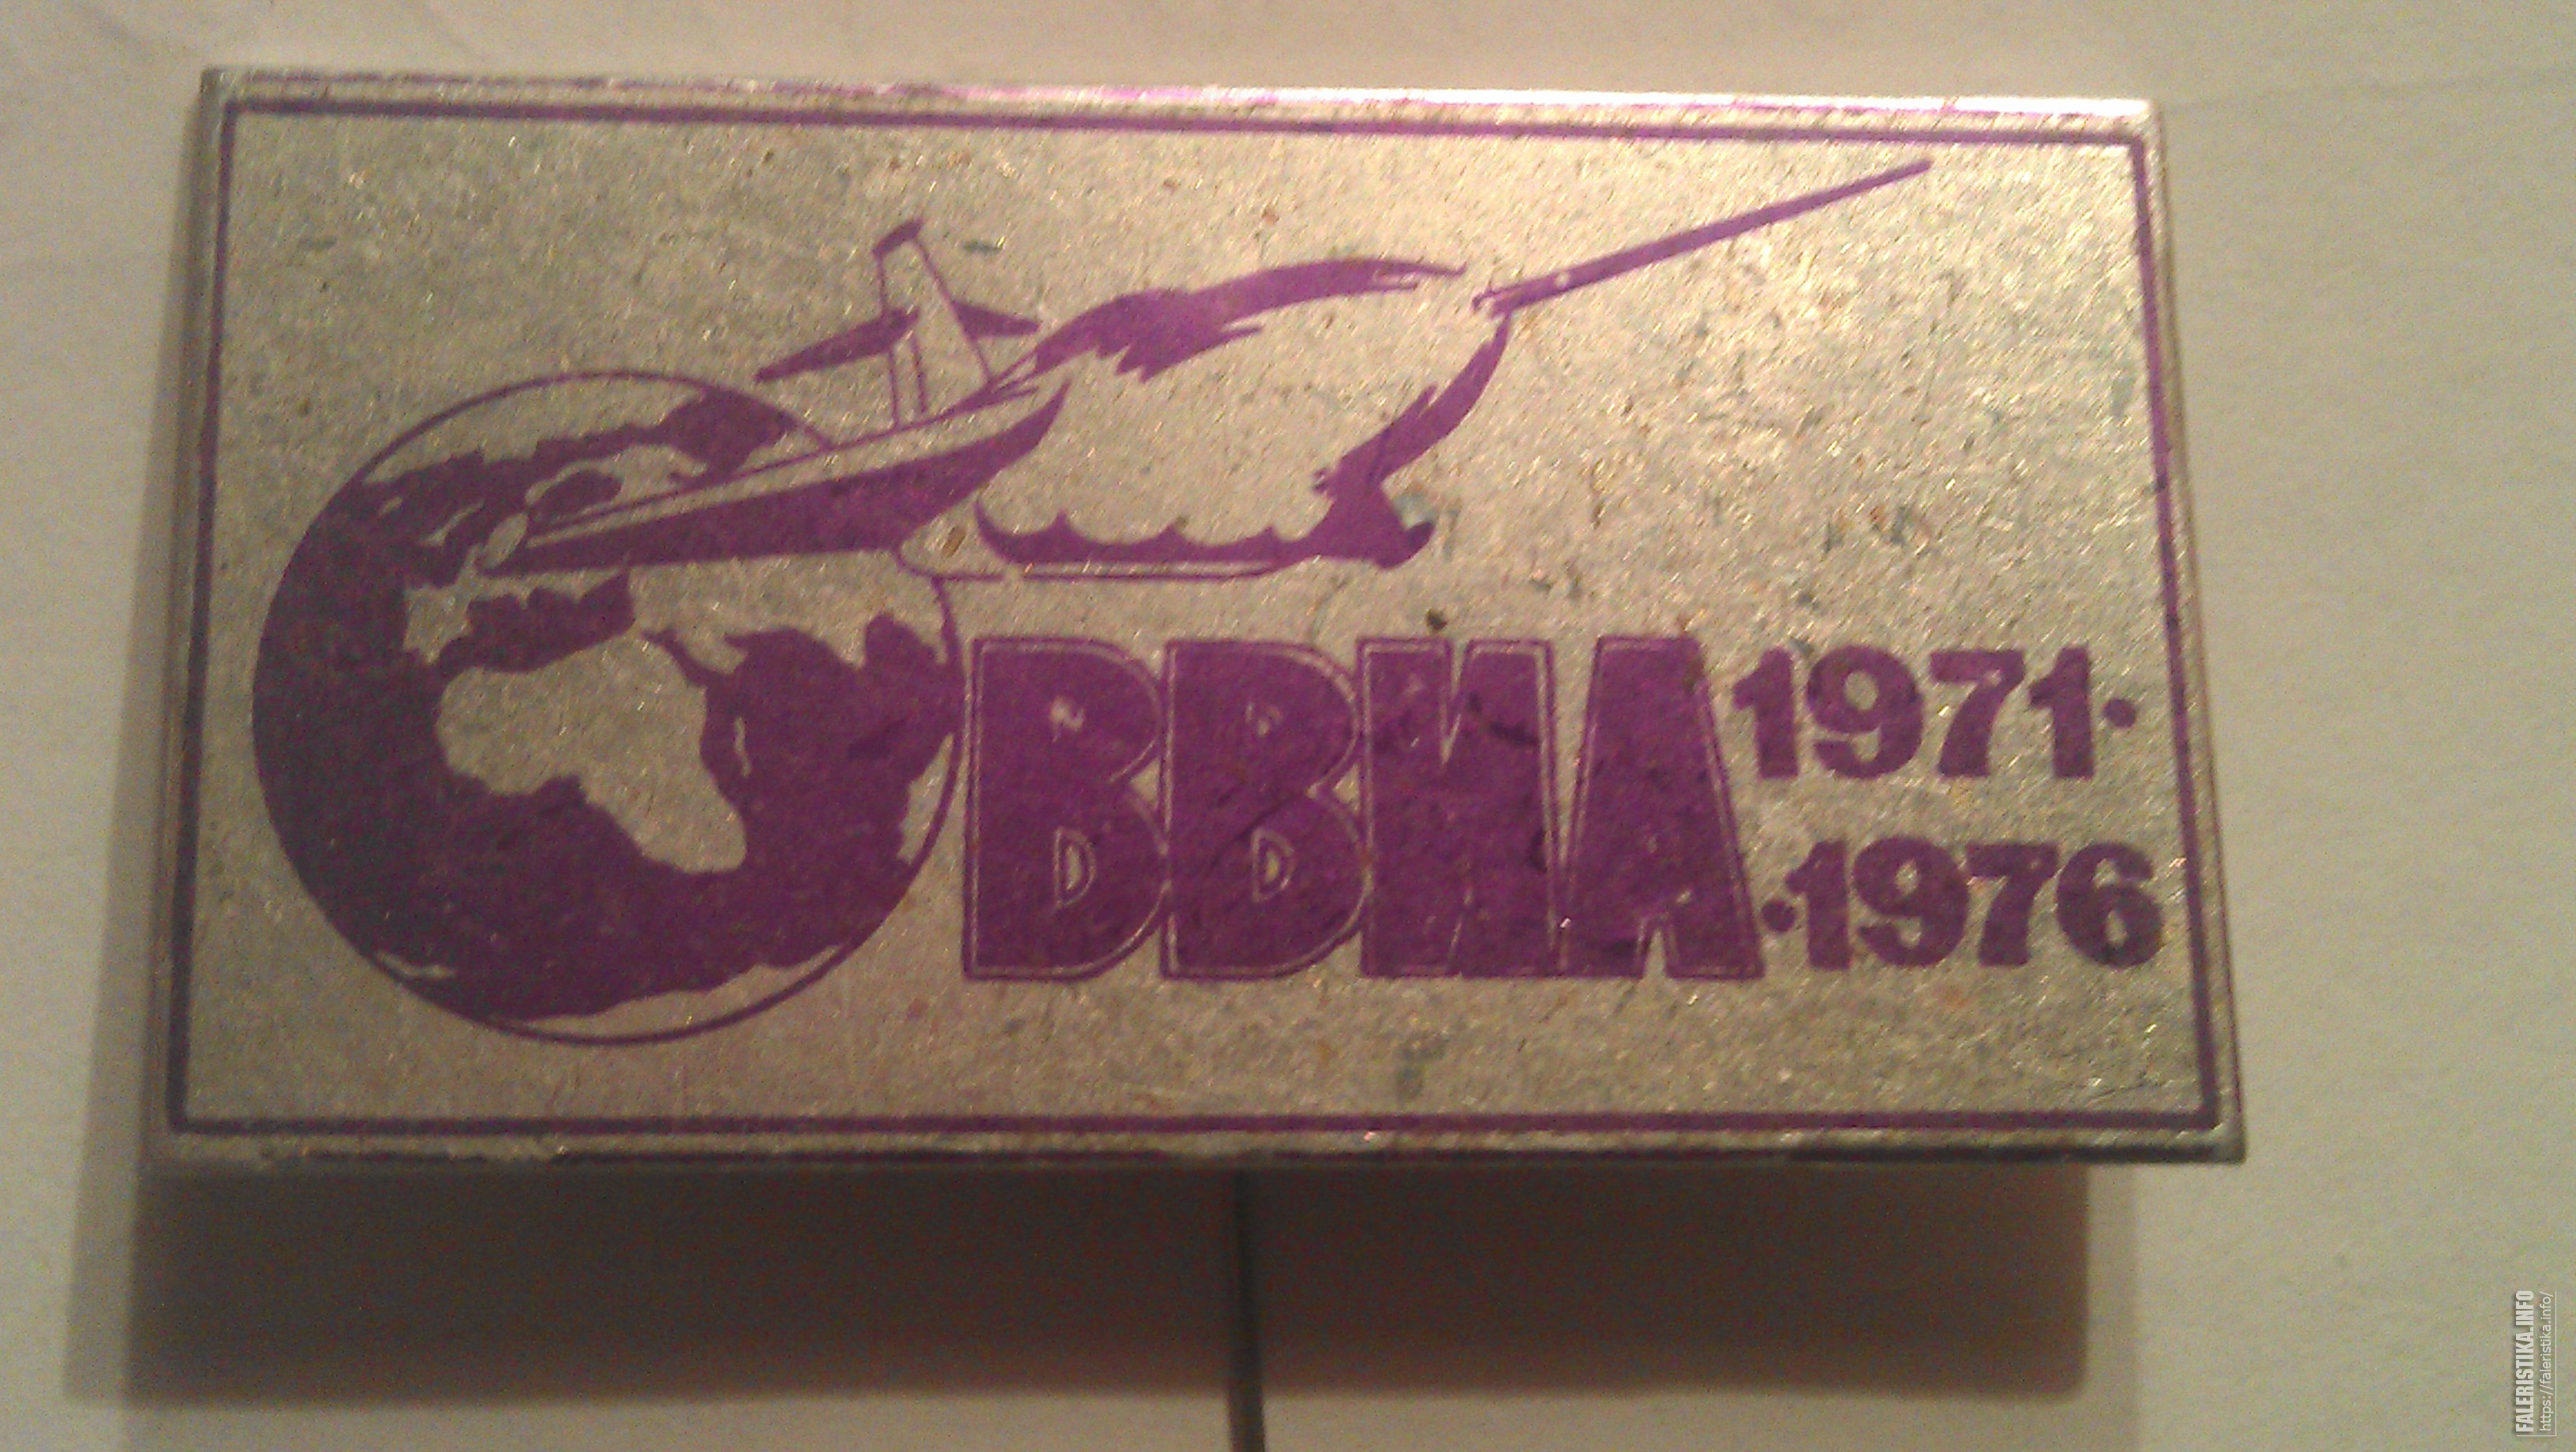 ВВИА 1971·
·1976
FALERISTIKA.INFO
https://faleristika.info/